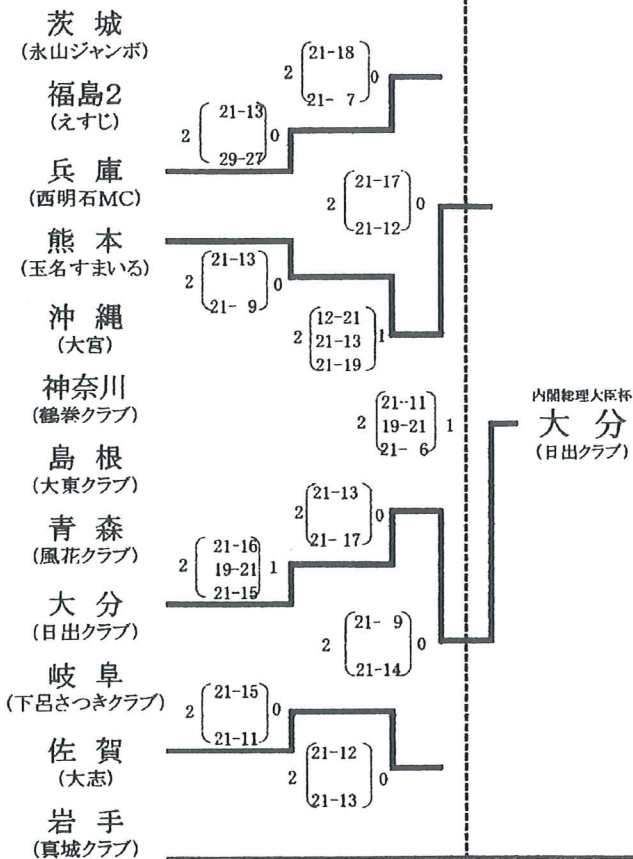 茨城
(永山ジャンボ)
福島2
(えすじ)
兵庫
(西明石MC)
熊本
(玉名すまいる)
沖縄
(大宮)
神奈川
(鶴巻クラブ)
島根
(大東クラブ)
青森
(風花クラブ)
大分
(日出クラブ)
岐阜
(下呂さつきクラブ)
佐賀
(大志)
岩手
(真城クラブ)
2 21-13 0
29-27
2 21-18 0
21- 7
2 21-13 0
21- 9
2 12-21 1
21-13
21-19
2 21-17 0
21-12
2 21-16 1
19-21
21-15
2 21-13 0
21-17
2 21-15 0
21-11
2 21-12 0
21-13
2 21- 9 0
21-14
2 21-11 1
19-21
21- 6
内閣総理大臣杯
大分
(日出クラブ)